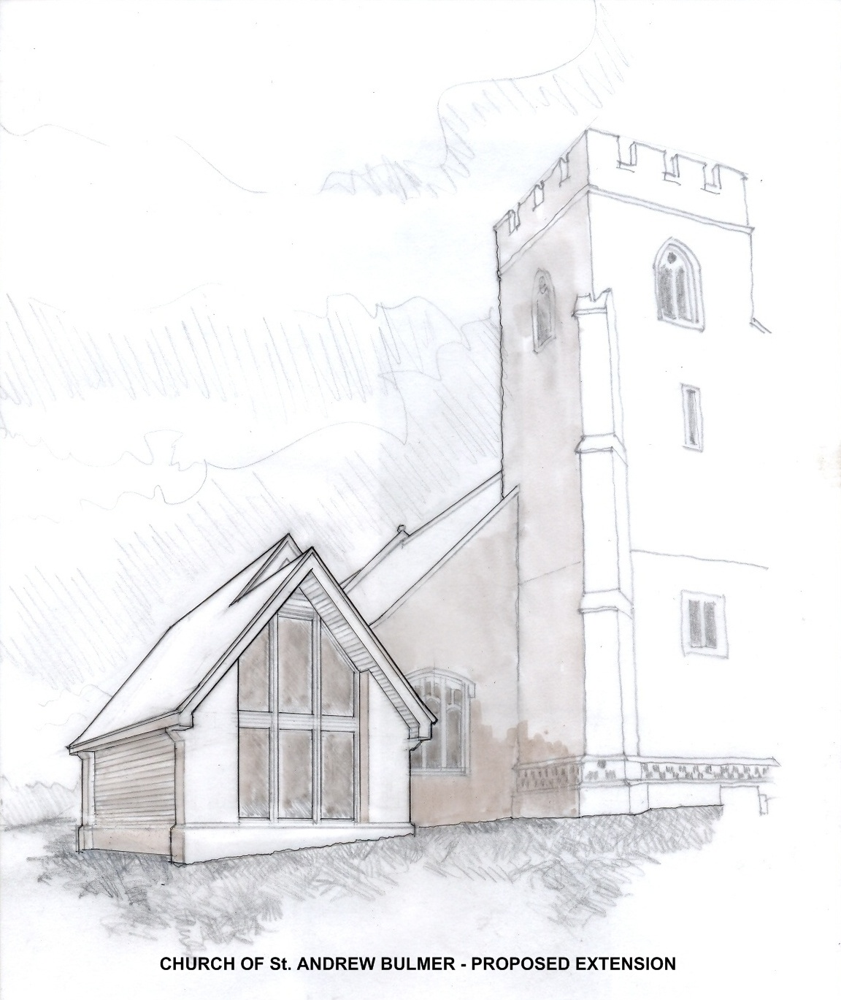 CHURCH OF St. ANDREW BULMER - PROPOSED EXTENSION